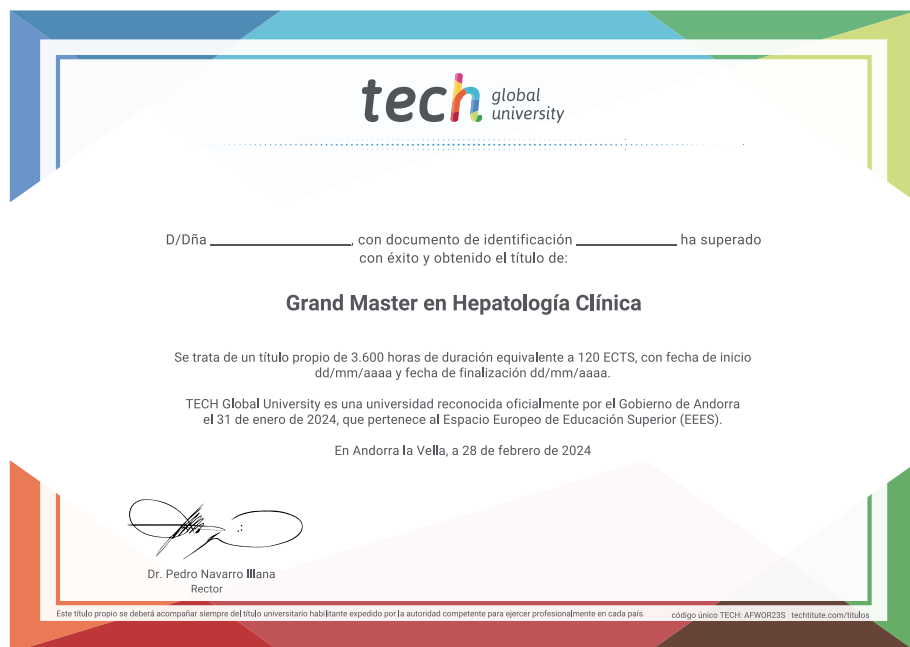 tech global
university
D/Dña ____________________, con documento de identificación ______________ ha superado
con éxito y obtenido el título de:
Grand Master en Hepatología Clínica
Se trata de un título propio de 3.600 horas de duración equivalente a 120 ECTS, con fecha de inicio
dd/mm/aaaa y fecha de finalización dd/mm/aaaa.
TECH Global University es una universidad reconocida oficialmente por el Gobierno de Andorra
el 31 de enero de 2024, que pertenece al Espacio Europeo de Educación Superior (EEES).
En Andorra la Vella, a 28 de febrero de 2024
Dr. Pedro Navarro Illana
Rector
Este título propio se deberá acompañar siempre del título universitario habilitante expedido por la autoridad competente para ejercer profesionalmente en cada país.
código único TECH: AFWOR23S techtitute.com/titulos